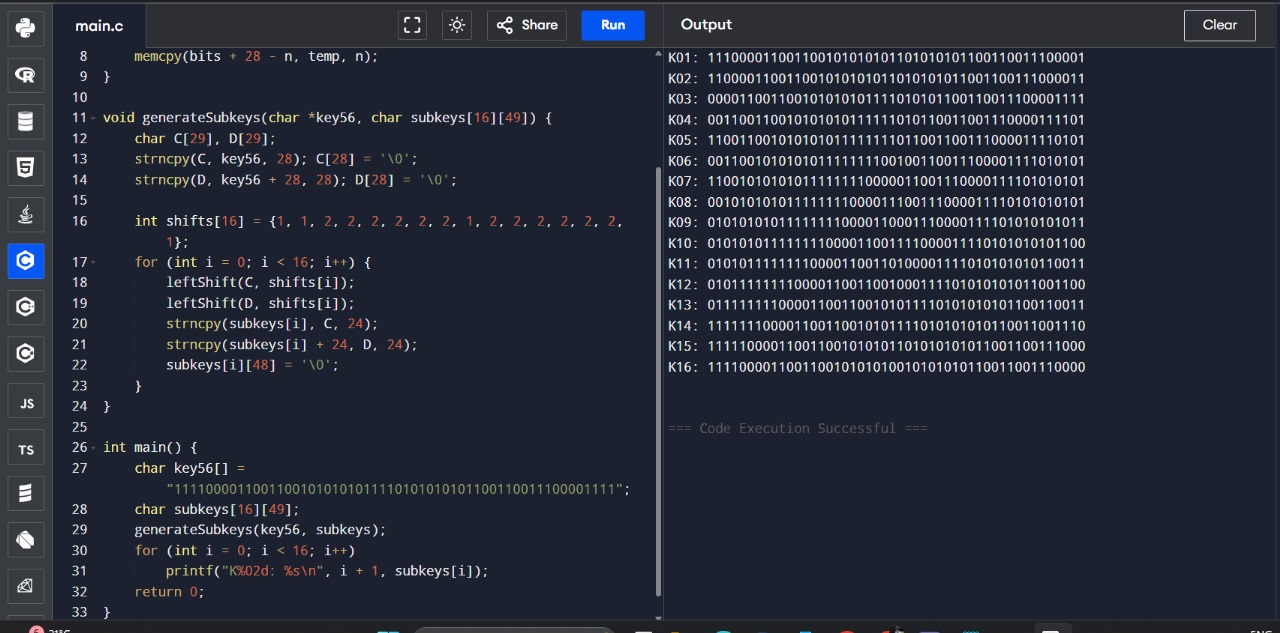 main.c
Share
Run
8 memcpy(bits + 28 - n, temp, n);
9 }
10
11 void generateSubkeys(char *key56, char subkeys[16][49]) {
12 char C[29], D[29];
13 strncpy(C, key56, 28); C[28] = '\0';
14 strncpy(D, key56 + 28, 28); D[28] = '\0';
15
16 int shifts[16] = {1, 1, 2, 2, 2, 2, 2, 2, 1, 2, 2, 2, 2, 2, 2,
1};
17 for (int i = 0; i < 16; i++) {
18 leftShift(C, shifts[i]);
19 leftShift(D, shifts[i]);
20 strncpy(subkeys[i], C, 24);
21 strncpy(subkeys[i] + 24, D, 24);
22 subkeys[i][48] = '\0';
23 }
24 }
25
26 int main() {
27 char key56[] =
"11110000110011001010101011110101010101100110011100001111";
28 char subkeys[16][49];
29 generateSubkeys(key56, subkeys);
30 for (int i = 0; i < 16; i++)
31 printf("K%02d: %s\n", i + 1, subkeys[i]);
32 return 0;
33 }
Output
Clear
K01: 111000011001100101010101101010101100110011100001
K02: 110000110011001010101011010101011001100111000011
K03: 000011001100101010101111010101100110011100001111
K04: 001100110010101010111111010110011001110000111101
K05: 110011001010101011111111011001100111000011110101
K06: 001100101010101111111100100110011100001111010101
K07: 110010101010111111110000011001110000111101010101
K08: 001010101011111111000011100111000011110101010101
K09: 010101010111111110000110001110000111101010101011
K10: 010101011111111000011001111000011110101010101100
K11: 010101111111100001100110100001111010101010110011
K12: 010111111110000110011001000111101010101011001100
K13: 011111111000011001100101011110101010101100110011
K14: 111111100001100110010101111010101010110011001110
K15: 111110000110011001010101101010101011001100111000
K16: 111100001100110010101010010101010110011001110000
=== Code Execution Successful ===
JS
TS